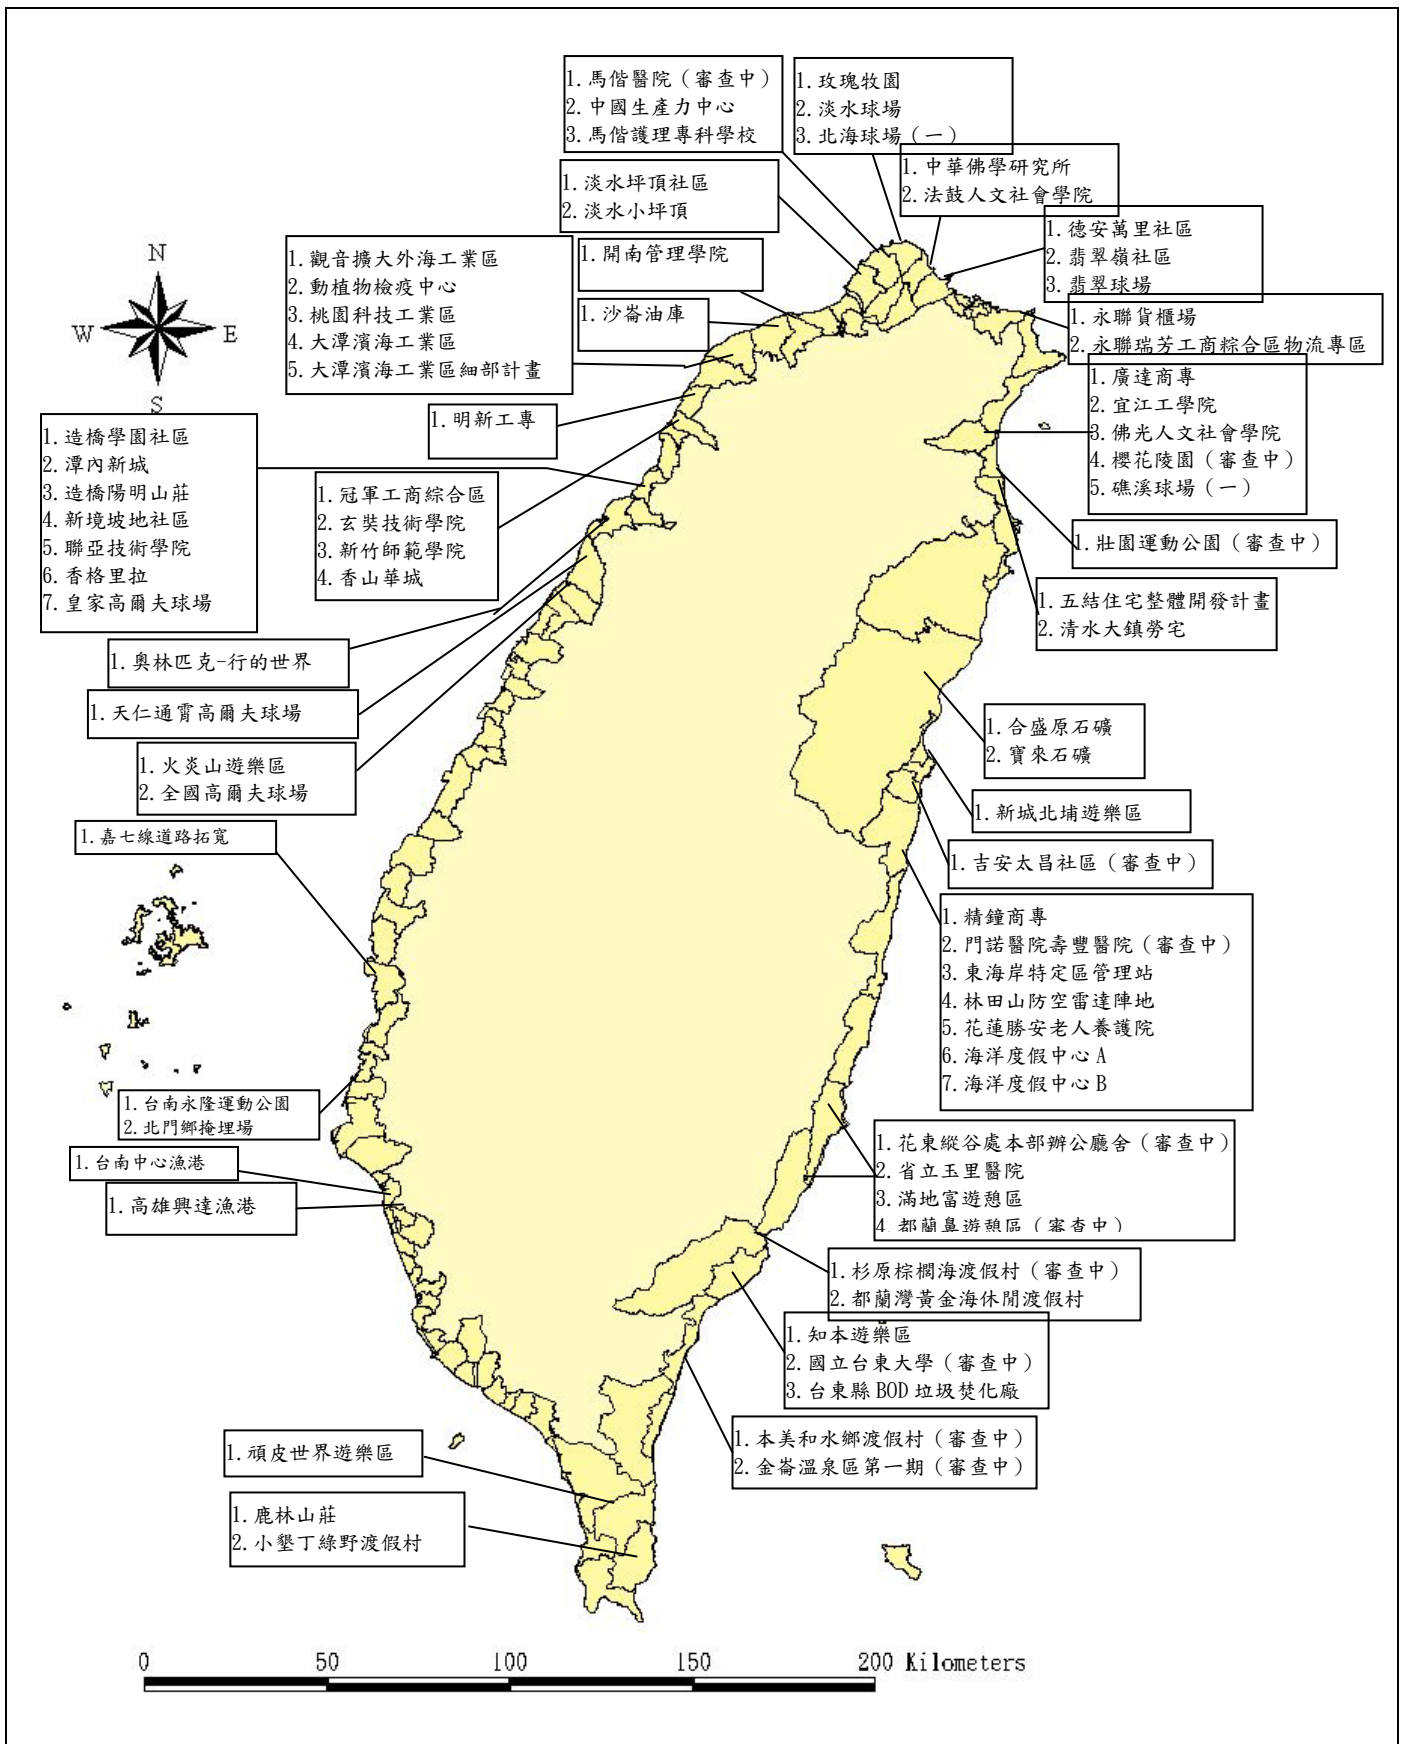 1.馬偕醫院（審查中）
2.中國生產力中心
3.馬偕護理專科學校
1.玫瑰牧園
2.淡水球場
3.北海球場（一）
1.中華佛學研究所
2.法鼓人文社會學院
1.淡水坪頂社區
2.淡水小坪頂
1.德安萬里社區
2.翡翠嶺社區
3.翡翠球場
1.開南管理學院
1.沙崙油庫
1.觀音擴大外海工業區
2.動植物檢疫中心
3.桃園科技工業區
4.大潭濱海工業區
5.大潭濱海工業區細部計畫
N
W
E
S
1.永聯貨櫃場
2.永聯瑞芳工商綜合區物流專區
1.廣達商專
2.宜江工學院
3.佛光人文社會學院
4.櫻花陵園（審查中）
5.礁溪球場（一）
1.明新工專
1.造橋學園社區
2.潭內新城
3.造橋陽明山莊
4.新境坡地社區
5.聯亞技術學院
6.香格里拉
7.皇家高爾夫球場
1.冠軍工商綜合區
2.玄奘技術學院
3.新竹師範學院
4.香山華城
1.壯園運動公園（審查中）
1.五結住宅整體開發計畫
2.清水大鎮勞宅
1.奧林匹克-行的世界
1.天仁通霄高爾夫球場
1.火炎山遊樂區
2.全國高爾夫球場
1.合盛原石礦
2.寶來石礦
1.新城北埔遊樂區
1.嘉七線道路拓寬
1.吉安太昌社區（審查中）
1.精鐘商專
2.門諾醫院壽豐醫院（審查中）
3.東海岸特定區管理站
4.林田山防空雷達陣地
5.花蓮勝安老人養護院
6.海洋度假中心 A
7.海洋度假中心 B
1.台南永隆運動公園
2.北門鄉掩埋場
1.台南中心漁港
1.高雄興達漁港
1.花東縱谷處本部辦公廳舍（審查中）
2.省立玉里醫院
3.滿地富遊憩區
4.都蘭鼻遊憩區（審查中）
1.杉原棕櫚海渡假村（審查中）
2.都蘭灣黃金海休閒渡假村
1.知本遊樂區
2.國立台東大學（審查中）
3.台東縣 BOD 垃圾焚化廠
1.本美和水鄉渡假村（審查中）
2.金崙溫泉區第一期（審查中）
1.頑皮世界遊樂區
1.鹿林山莊
2.小墾丁綠野渡假村
0 50 100 150 200 Kilometers